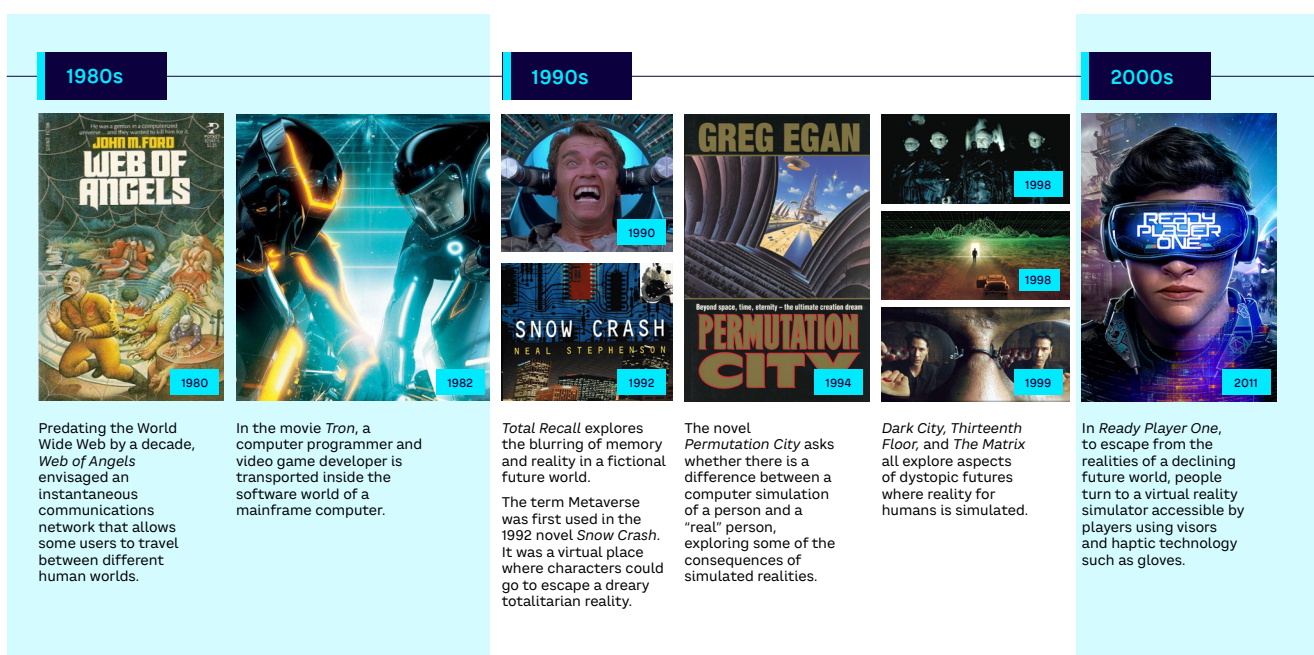 1980s
1990s
2000s
He was a genius in a computerized
universe... and they wanted to kill him for it.
JOHN M. FORD
WEB OF
ANGELS
1980
Predating the World
Wide Web by a decade,
Web of Angels
envisaged an
instantaneous
communications
network that allows
some users to travel
between different
human worlds.
1982
In the movie Tron, a
computer programmer and
video game developer is
transported inside the
software world of a
mainframe computer.
1990
SNOW CRASH
NEAL STEPHENSON
1992
Total Recall explores
the blurring of memory
and reality in a fictional
future world.
The term Metaverse
was first used in the
1992 novel Snow Crash.
It was a virtual place
where characters could
go to escape a dreary
totalitarian reality.
GREG EGAN
Beyond space, time, eternity – the ultimate creation dream
PERMUTATION
CITY
1994
The novel
Permutation City asks
whether there is a
difference between a
computer simulation
of a person and a
“real” person,
exploring some of the
consequences of
simulated realities.
1998
1998
1999
Dark City, Thirteenth
Floor, and The Matrix
all explore aspects
of dystopic futures
where reality for
humans is simulated.
READY
PLAYER
ONE
2011
In Ready Player One,
to escape from the
realities of a declining
future world, people
turn to a virtual reality
simulator accessible by
players using visors
and haptic technology
such as gloves.